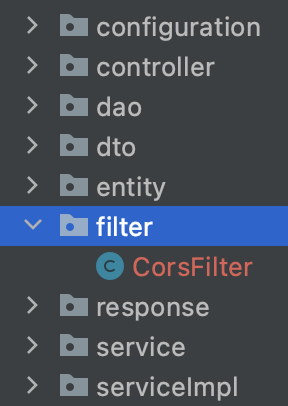 configuration
controller
dao
dto
entity
filter
C CorsFilter
response
service
serviceImpl